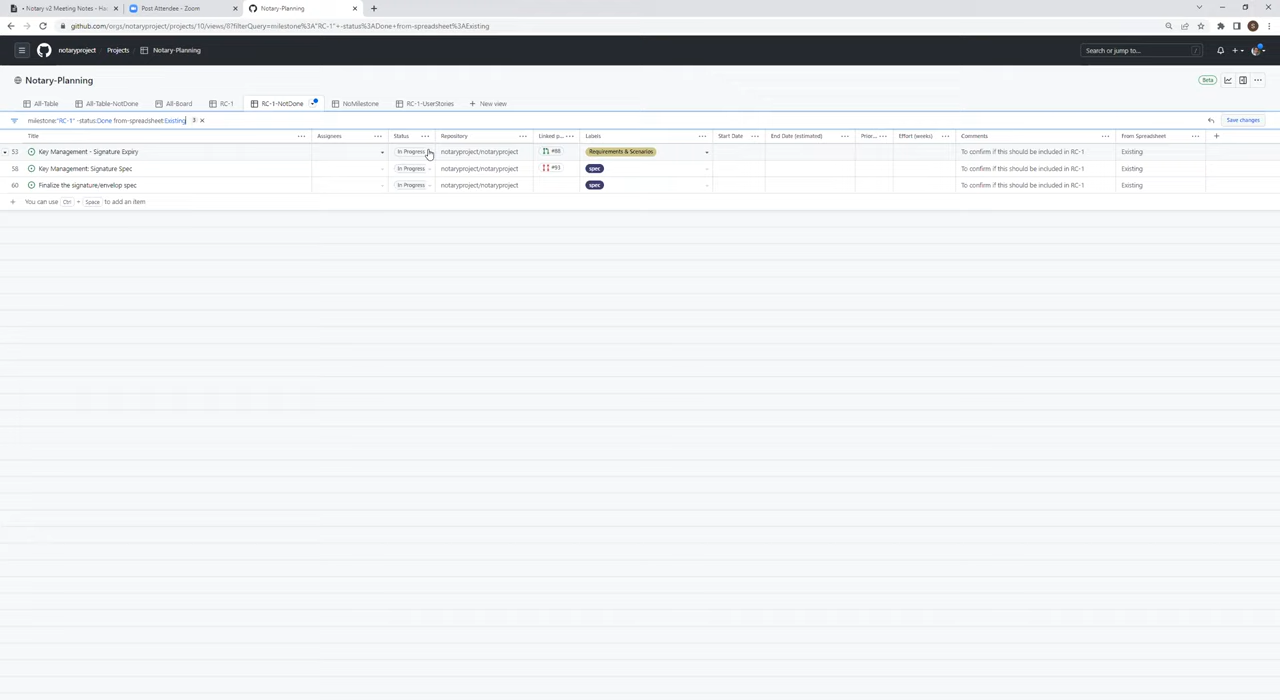 • Notary v2 Meeting Notes - Ha
Post Attendee - Zoom
Notary-Planning
github.com/orgs/notaryproject/projects/10/views/8?filterQuery=milestone%3A"RC-1"+-status%3ADone+from-spreadsheet%3AExisting
notaryproject
Projects
Notary-Planning
Search or jump to...
/
Notary-Planning
Beta
All-Table
All-Table-NotDone
All-Board
RC-1
RC-1-NotDone
NoMilestone
RC-1-UserStories
+ New view
milestone:"RC-1" -status:Done from-spreadsheet:Existing
3
Save changes
Title
Assignees
Status
Repository
Linked p...
Labels
Start Date
End Date (estimated)
Prior...
Effort (weeks)
Comments
From Spreadsheet
53 Key Management - Signature Expiry In Progress notaryproject/notaryproject Requirements & Scenarios To confirm if this should be included in RC-1 Existing
58 Key Management: Signature Spec In Progress notaryproject/notaryproject #93 spec To confirm if this should be included in RC-1 Existing
60 Finalize the signature/envelop spec In Progress notaryproject/notaryproject spec To confirm if this should be included in RC-1 Existing
You can use Ctrl + Space to add an item